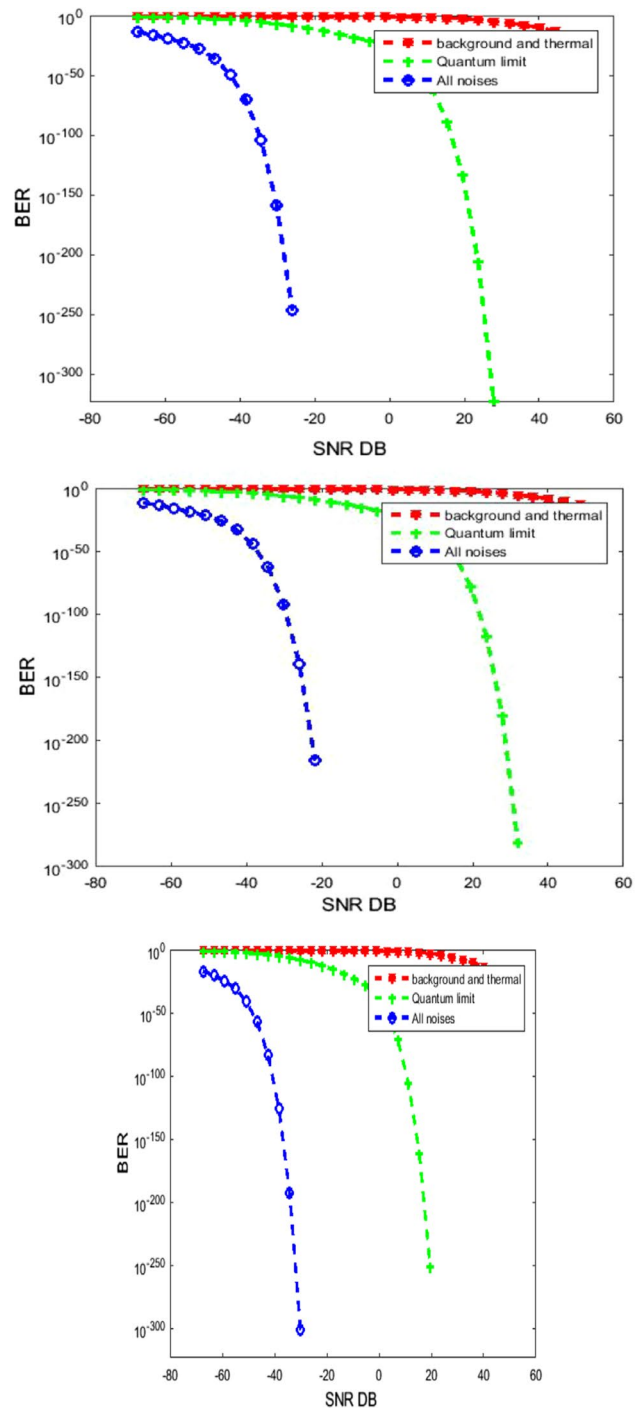 10^0
10^-50
10^-100
10^-150
10^-200
10^-250
10^-300
BER
background and thermal
Quantum limit
All noises
-80 -60 -40 -20 0 20 40 60
SNR DB
10^0
10^-50
10^-100
10^-150
10^-200
10^-250
10^-300
BER
background and thermal
Quantum limit
All noises
-80 -60 -40 -20 0 20 40 60
SNR DB
10^0
10^-50
10^-100
10^-150
10^-200
10^-250
10^-300
BER
background and thermal
Quantum limit
All noises
-80 -60 -40 -20 0 20 40 60
SNR DB